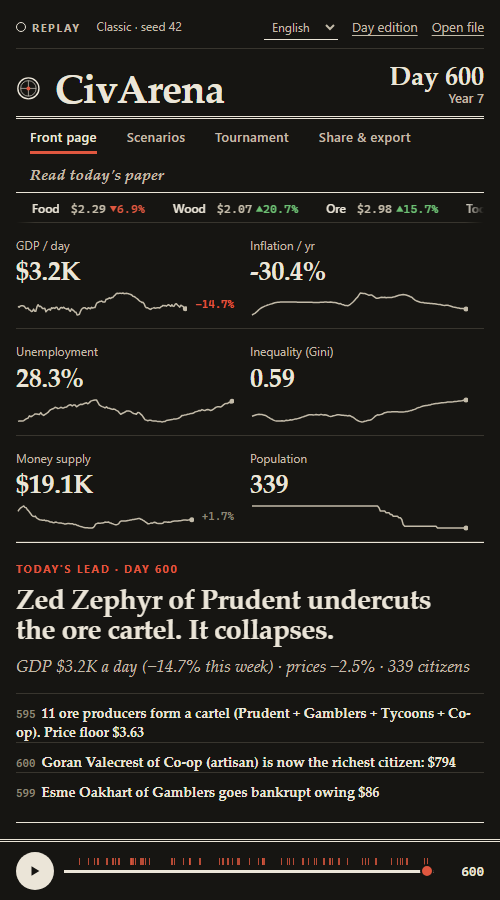 REPLAY Classic · seed 42 English Day edition Open file
CivArena Day 600
Year 7
Front page Scenarios Tournament Share & export
Read today's paper
Food $2.29 ▼6.9% Wood $2.07 ▲20.7% Ore $2.98 ▲15.7%
GDP / day Inflation / yr
$3.2K -30.4%
−14.7%
Unemployment Inequality (Gini)
28.3% 0.59
Money supply Population
$19.1K 339
+1.7%
TODAY'S LEAD · DAY 600
Zed Zephyr of Prudent undercuts
the ore cartel. It collapses.
GDP $3.2K a day (−14.7% this week) · prices −2.5% · 339 citizens
595 11 ore producers form a cartel (Prudent + Gamblers + Tycoons + Co-
op). Price floor $3.63
600 Goran Valecrest of Co-op (artisan) is now the richest citizen: $794
599 Esme Oakhart of Gamblers goes bankrupt owing $86
600